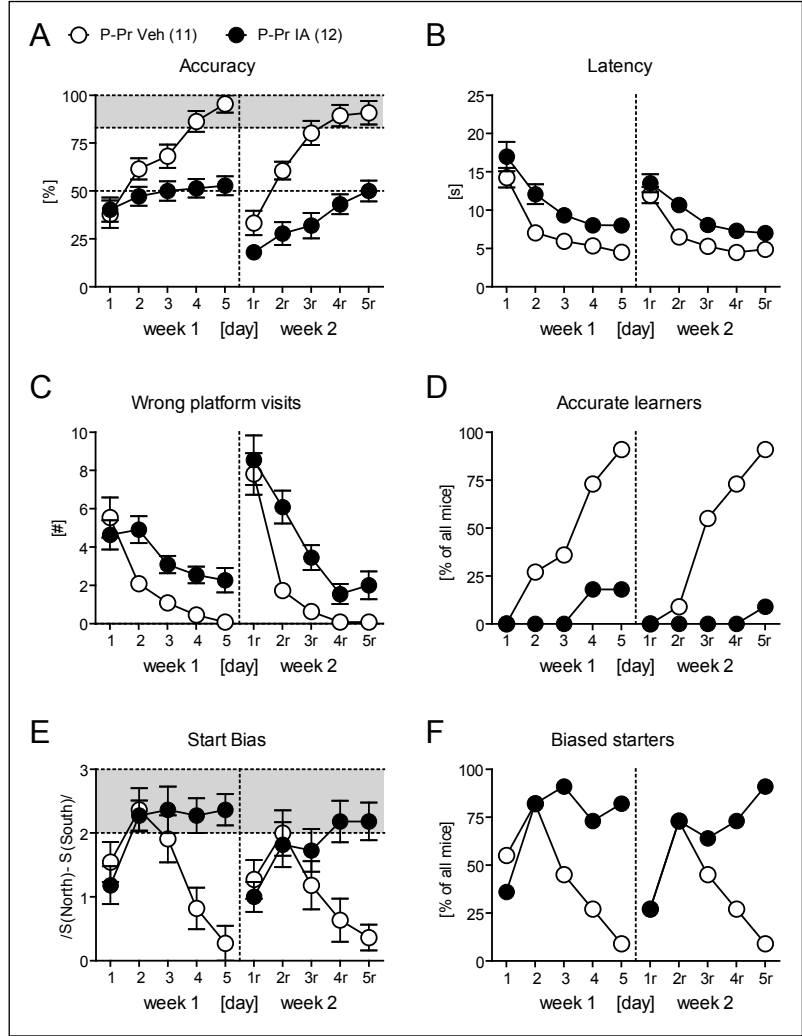 A
P-Pr Veh (11)
P-Pr IA (12)
B
Accuracy
Latency
100
75
50
25
0
[%]
1 2 3 4 5 1r 2r 3r 4r 5r
week 1 [day] week 2
25
20
15
10
5
0
[s]
1 2 3 4 5 1r 2r 3r 4r 5r
week 1 [day] week 2
C
Wrong platform visits
D
Accurate learners
10
8
6
4
2
0
[#]
1 2 3 4 5 1r 2r 3r 4r 5r
week 1 [day] week 2
100
75
50
25
0
[% of all mice]
1 2 3 4 5 1r 2r 3r 4r 5r
week 1 [day] week 2
E
Start Bias
F
Biased starters
3
2
1
0
/S(North)- S(South)/
1 2 3 4 5 1r 2r 3r 4r 5r
week 1 [day] week 2
100
75
50
25
0
[% of all mice]
1 2 3 4 5 1r 2r 3r 4r 5r
week 1 [day] week 2